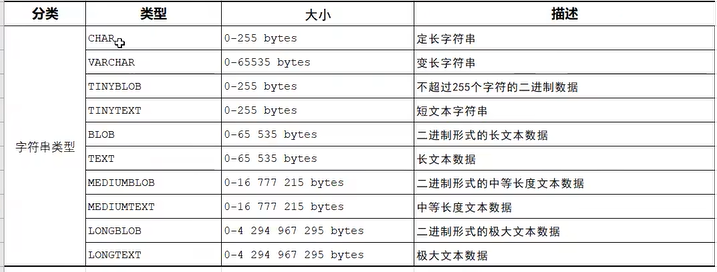 分类 类型 大小 描述
CHAR 0-255 bytes 定长字符串
VARCHAR 0-65535 bytes 变长字符串
TINYBLOB 0-255 bytes 不超过255个字符的二进制数据
TINYTEXT 0-255 bytes 短文本字符串
字符串类型 BLOB 0-65 535 bytes 二进制形式的长文本数据
TEXT 0-65 535 bytes 长文本数据
MEDIUMBLOB 0-16 777 215 bytes 二进制形式的中等长度文本数据
MEDIUMTEXT 0-16 777 215 bytes 中等长度文本数据
LONGBLOB 0-4 294 967 295 bytes 二进制形式的极大文本数据
LONGTEXT 0-4 294 967 295 bytes 极大文本数据